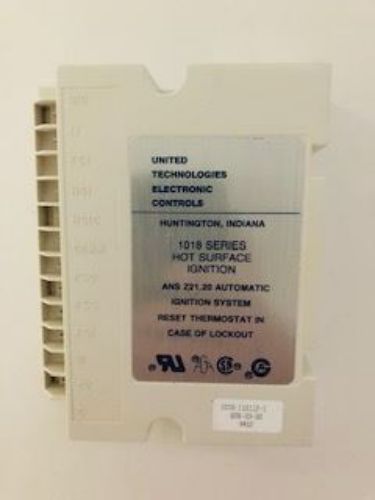 UNITED
TECHNOLOGIES
ELECTRONIC
CONTROLS
HUNTINGTON, INDIANA
1018 SERIES
HOT SURFACE
IGNITION
ANS Z21.20 AUTOMATIC
IGNITION SYSTEM
RESET THERMOSTAT IN
CASE OF LOCKOUT